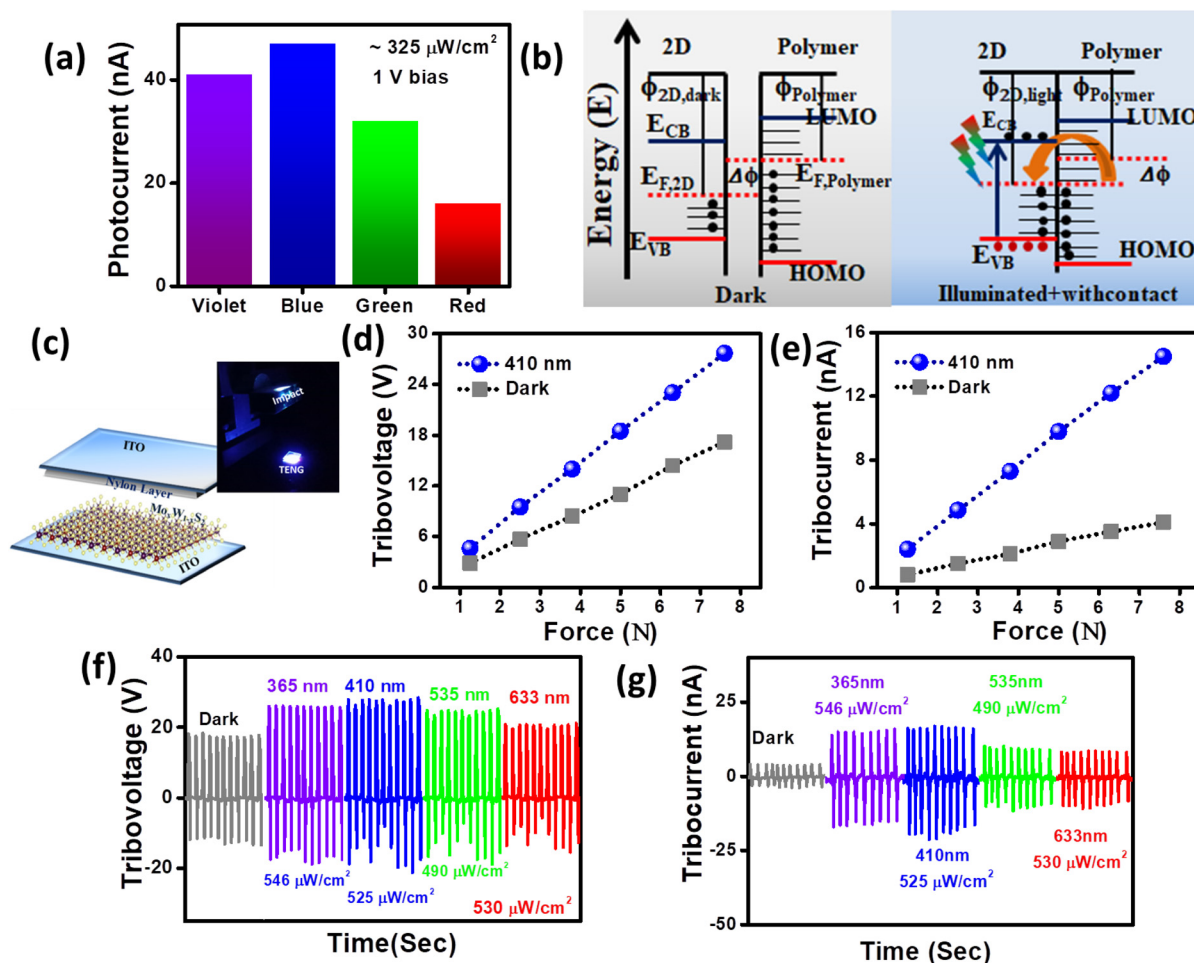 (a)
Photocurrent (nA)
40
20
0
~ 325 μW/cm²
1 V bias
Violet Blue Green Red
(b)
Energy (E)
2D Polymer
ϕ2D,dark ϕPolymer
LUMO
ECB
EF,2D Δϕ EF,Polymer
EVB
HOMO
Dark
2D Polymer
ϕ2D,light ϕPolymer
ECB LUMO
Δϕ
EVB HOMO
Illuminated+withcontact
(c)
ITO
Nylon Layer
ITO
Impact
TENG
(d)
Tribovoltage (V)
30
24
18
12
6
0
410 nm
Dark
1 2 3 4 5 6 7 8
Force (N)
(e)
Tribocurrent (nA)
16
12
8
4
0
410 nm
Dark
1 2 3 4 5 6 7 8
Force (N)
(f)
Tribovoltage (V)
40
20
0
-20
Dark
365 nm 410 nm 535 nm 633 nm
546 μW/cm²
525 μW/cm²
490 μW/cm²
530 μW/cm²
Time(Sec)
(g)
Tribocurrent (nA)
25
0
-25
-50
Dark
365nm
546 μW/cm²
535nm
490 μW/cm²
410nm
525 μW/cm²
633nm
530 μW/cm²
Time (Sec)